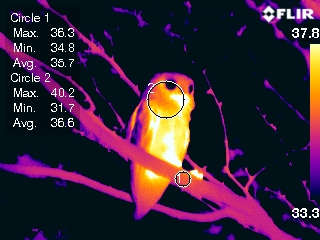 Circle 1
Max. 36.3
Min. 34.8
Avg. 35.7
Circle 2
Max. 40.2
Min. 31.7
Avg. 36.6
FLIR
37.8
33.3
2
1